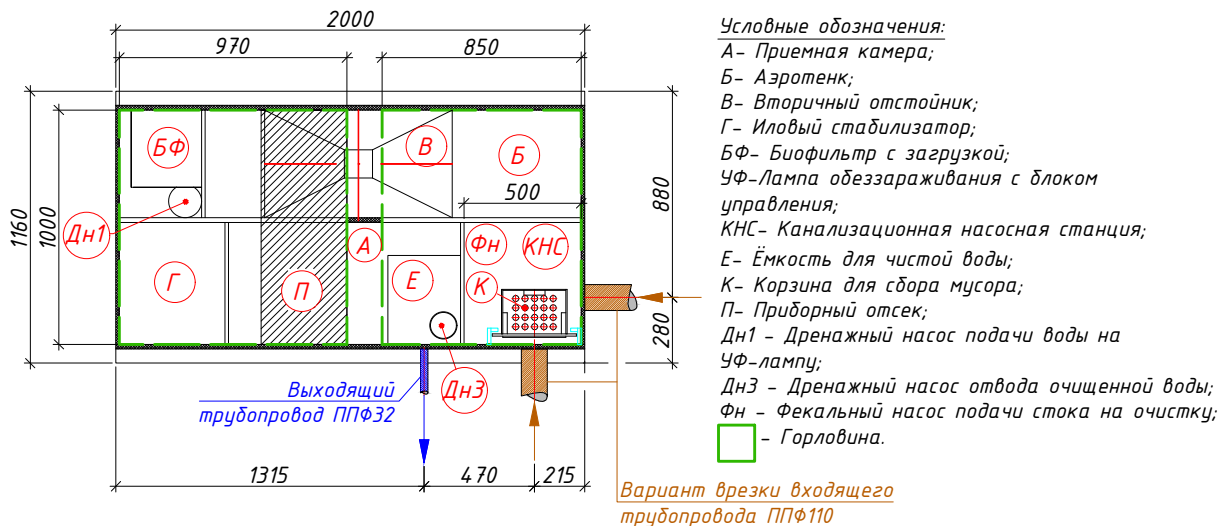 2000
970
850
Условные обозначения:
А- Приемная камера;
Б- Аэротенк;
В- Вторичный отстойник;
Г- Иловый стабилизатор;
БФ- Биофильтр с загрузкой;
УФ-Лампа обеззараживания с блоком
управления;
КНС- Канализационная насосная станция;
Е- Ёмкость для чистой воды;
К- Корзина для сбора мусора;
П- Приборный отсек;
Дн1 - Дренажный насос подачи воды на
УФ-лампу;
Дн3 - Дренажный насос отвода очищенной воды;
Фн - Фекальный насос подачи стока на очистку;
- Горловина.
БФ
В
Б
500
880
1160
1000
Дн1
А
Фн
КНС
Г
П
Е
К
280
Дн3
Выходящий
трубопровод ППФ32
1315
470
215
Вариант врезки входящего
трубопровода ППФ110